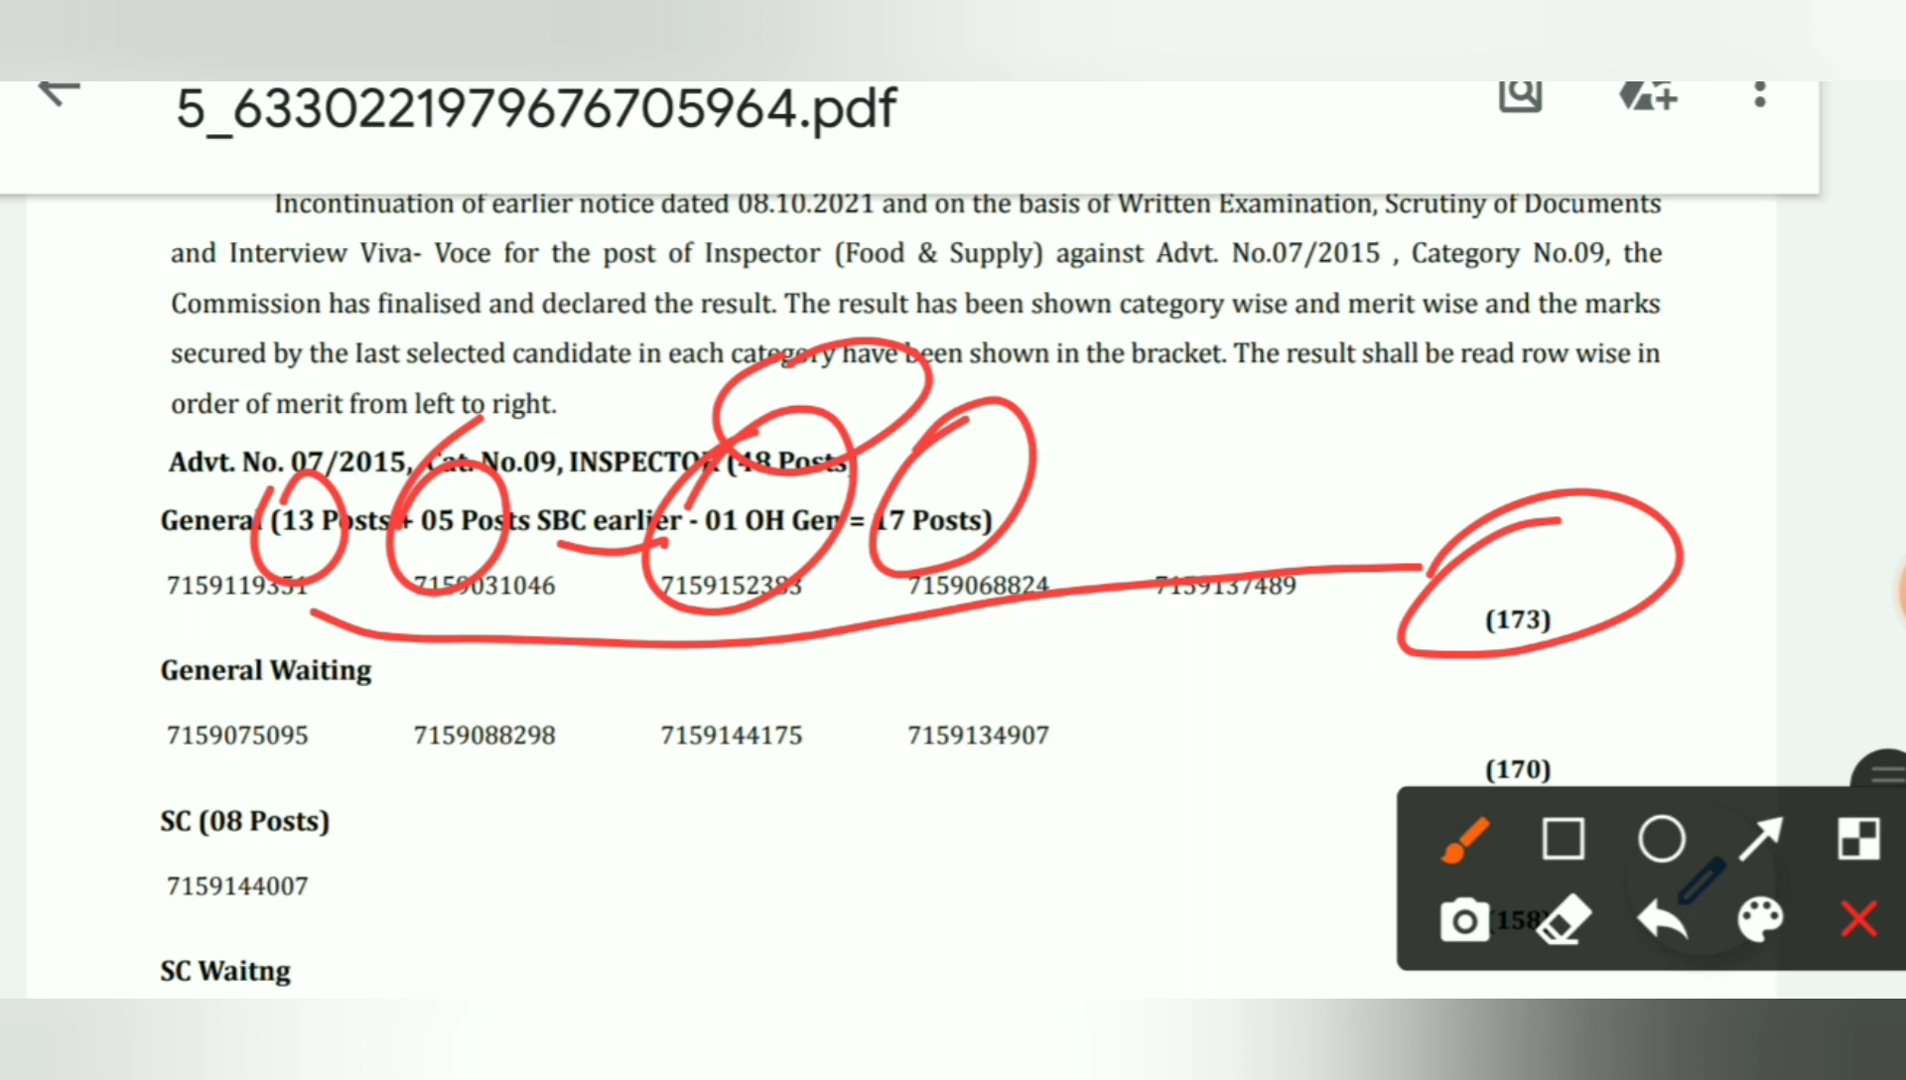 5_6330221979676705964.pdf
Incontinuation of earlier notice dated 08.10.2021 and on the basis of Written Examination, Scrutiny of Documents
and Interview Viva- Voce for the post of Inspector (Food & Supply) against Advt. No.07/2015 , Category No.09, the
Commission has finalised and declared the result. The result has been shown category wise and merit wise and the marks
secured by the last selected candidate in each category have been shown in the bracket. The result shall be read row wise in
order of merit from left to right.
Advt. No. 07/2015, Cat. No.09, INSPECTOR (48 Posts)
General (13 Posts + 05 Posts SBC earlier - 01 OH Gen = 17 Posts)
7159119351 7159031046 7159152383 7159068824 7159137489
(173)
General Waiting
7159075095 7159088298 7159144175 7159134907
(170)
SC (08 Posts)
7159144007
(158)
SC Waitng